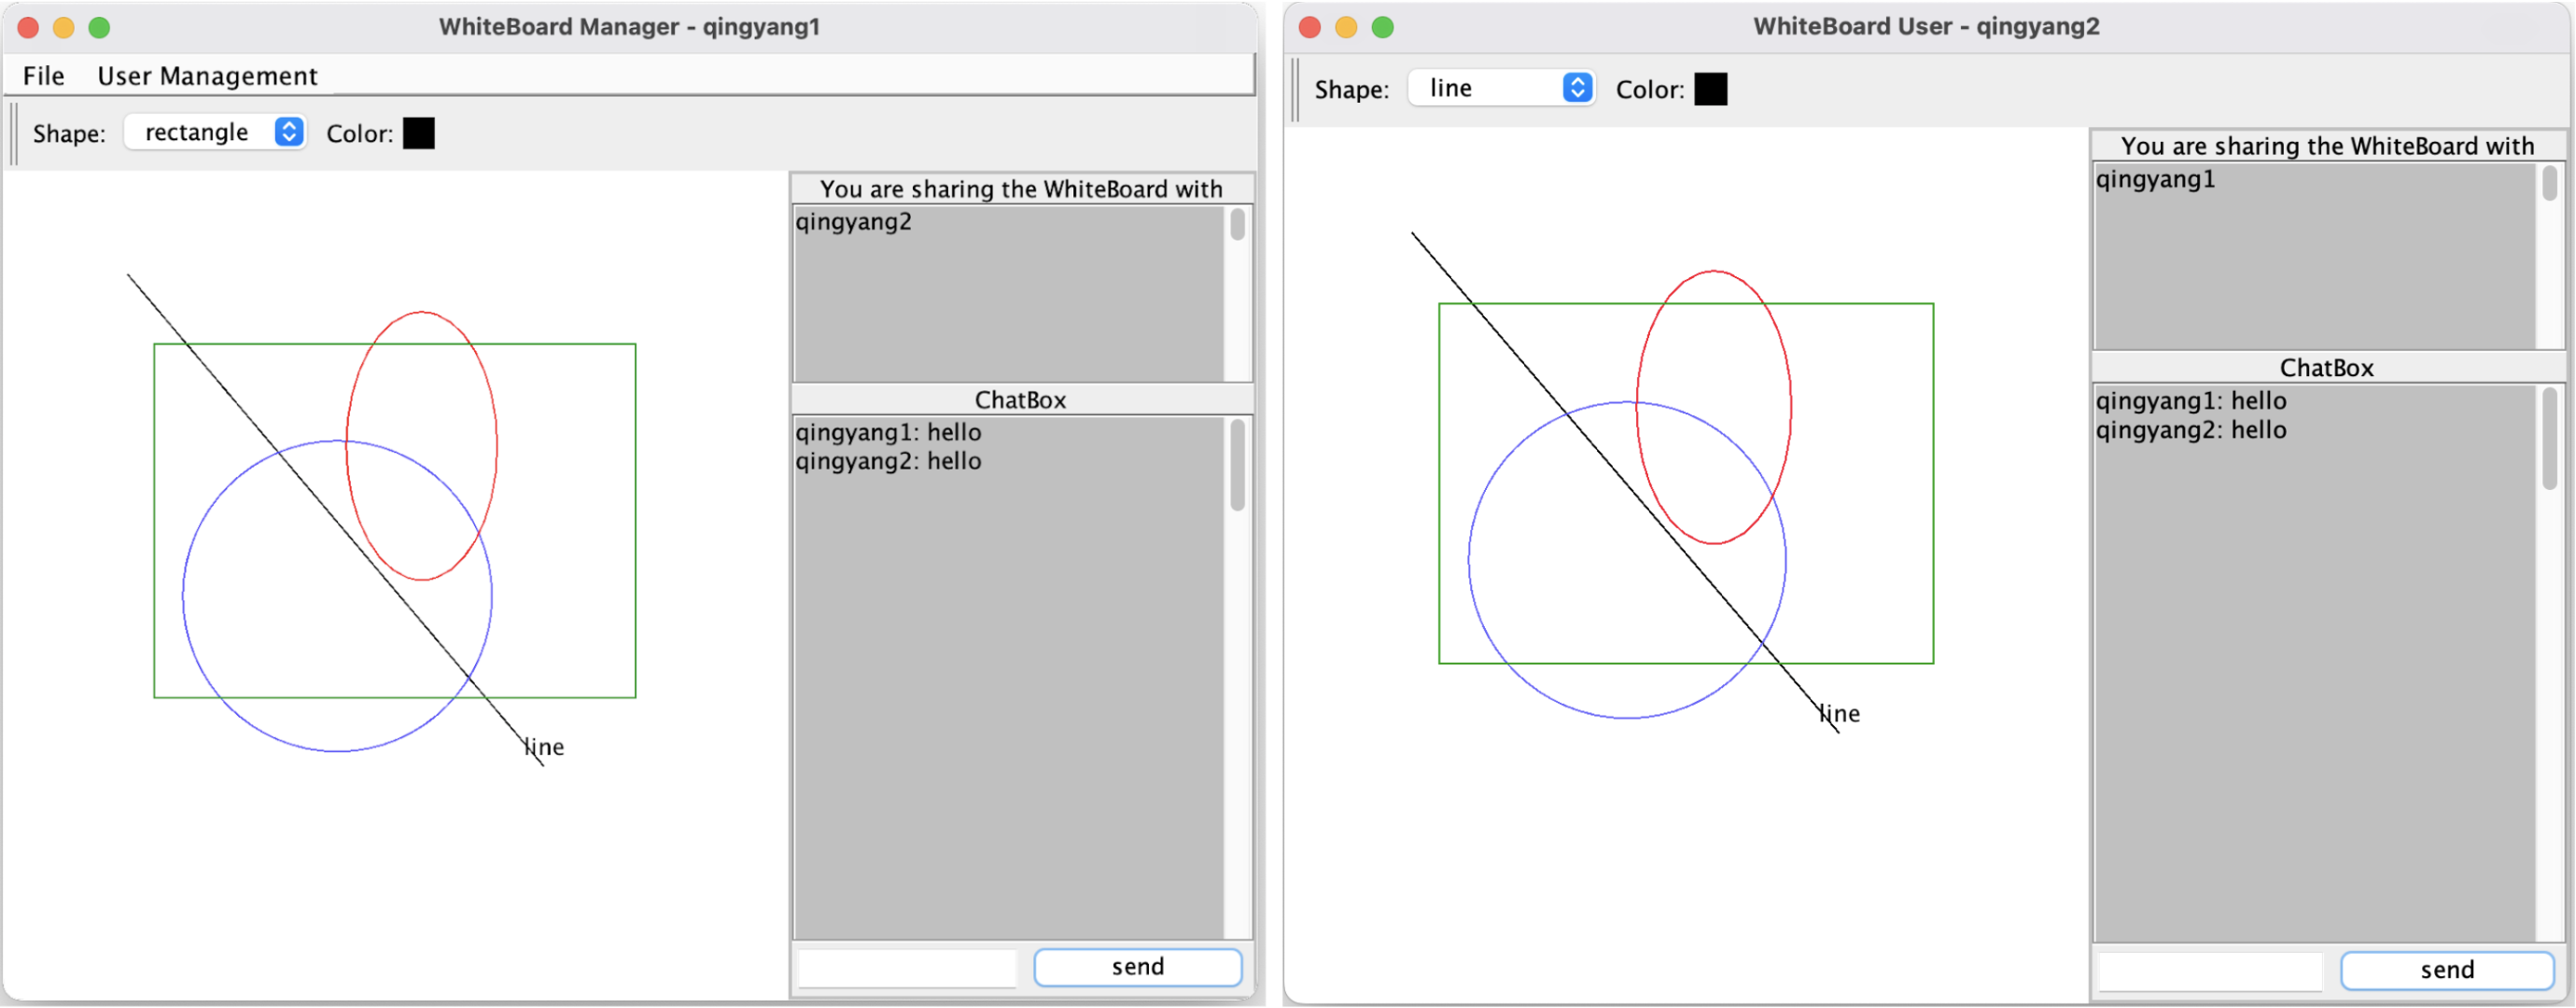 WhiteBoard Manager - qingyang1
File User Management
Shape: rectangle Color:
You are sharing the WhiteBoard with
qingyang2
ChatBox
qingyang1: hello
qingyang2: hello
line
send
WhiteBoard User - qingyang2
Shape: line Color:
You are sharing the WhiteBoard with
qingyang1
ChatBox
qingyang1: hello
qingyang2: hello
line
send